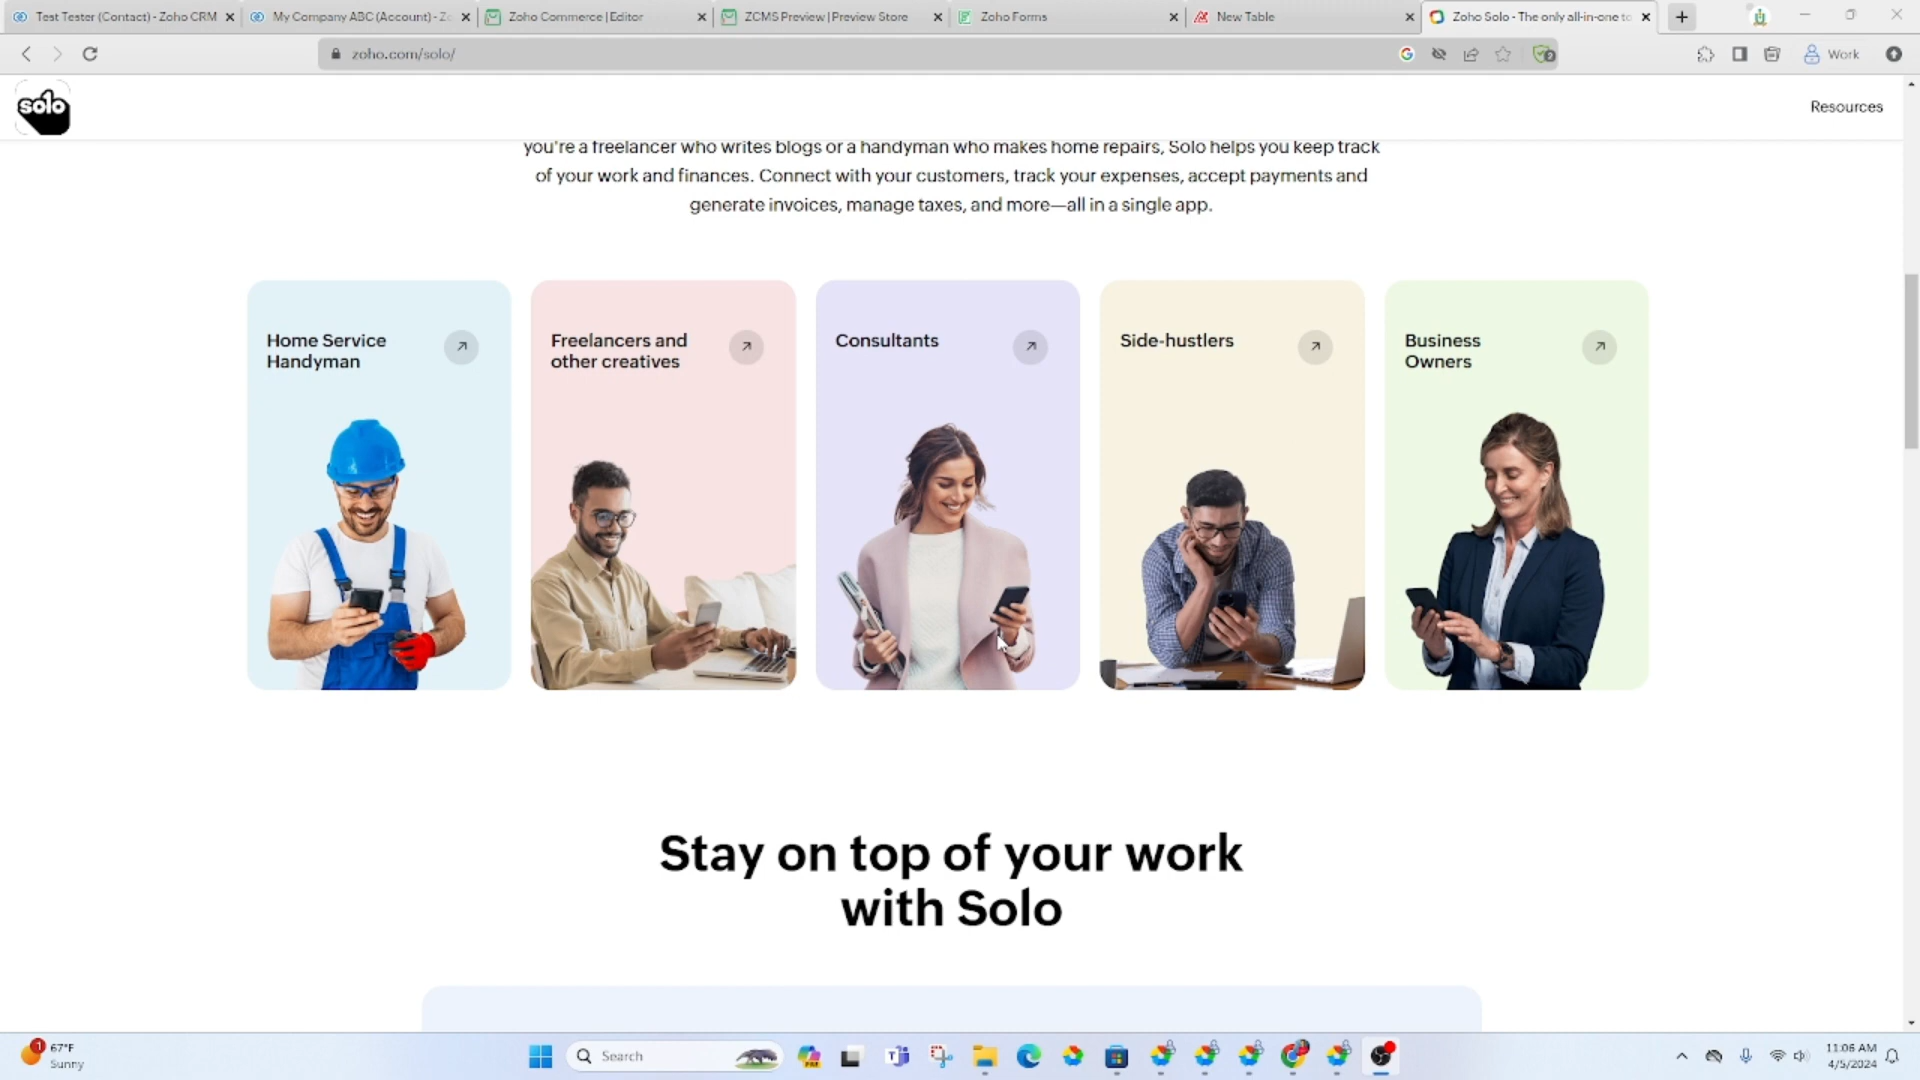 Test Tester (Contact) - Zoho CRM
My Company ABC (Account) - Zo
Zoho Commerce | Editor
ZCMS Preview | Preview Store
Zoho Forms
New Table
Zoho Solo - The only all-in-one to
zoho.com/solo/
Work
solo
Resources
you're a freelancer who writes blogs or a handyman who makes home repairs, Solo helps you keep track
of your work and finances. Connect with your customers, track your expenses, accept payments and
generate invoices, manage taxes, and more—all in a single app.
Home Service
Handyman
Freelancers and
other creatives
Consultants
Side-hustlers
Business
Owners
Stay on top of your work
with Solo
1
67°F
Sunny
Search
11:06 AM
4/5/2024